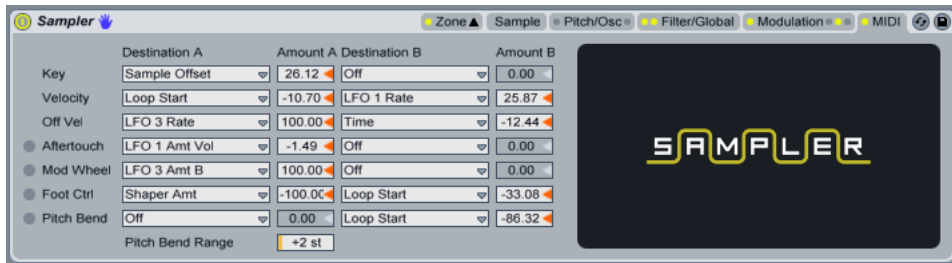 Sampler Zone Sample Pitch/Osc Filter/Global Modulation MIDI
Destination A Amount A Destination B Amount B
Key Sample Offset 26.12 Off 0.00
Velocity Loop Start -10.70 LFO 1 Rate 25.87
Off Vel LFO 3 Rate 100.00 Time -12.44
Aftertouch LFO 1 Amt Vol -1.49 Off 0.00
Mod Wheel LFO 3 Amt B 100.00 Off 0.00
Foot Ctrl Shaper Amt -100.00 Loop Start -33.08
Pitch Bend Off 0.00 Loop Start -86.32
Pitch Bend Range +2 st
SAMPLER